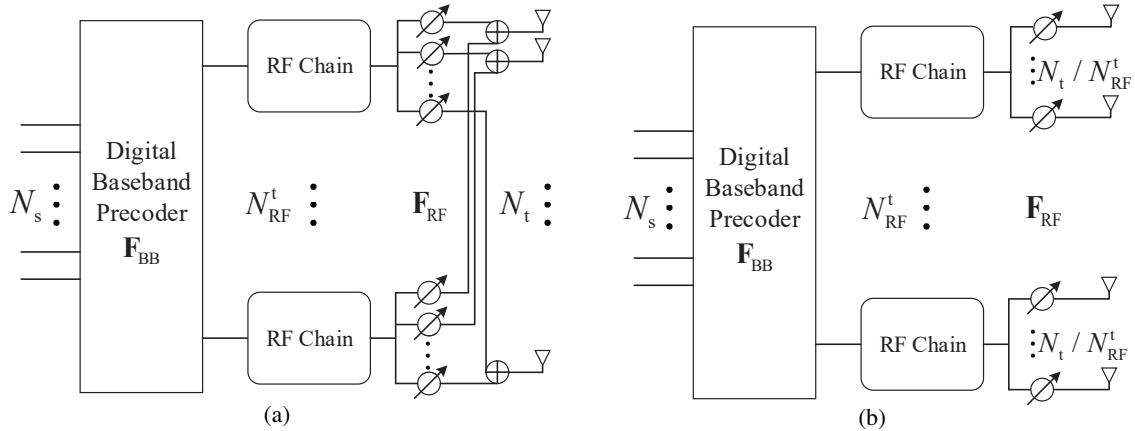 RF Chain
Digital
Baseband
Precoder
F_BB
N_s
N_RF^t
F_RF
N_t
RF Chain
(a)
RF Chain
N_t / N_RF^t
Digital
Baseband
Precoder
F_BB
N_s
N_RF^t
F_RF
RF Chain
N_t / N_RF^t
(b)